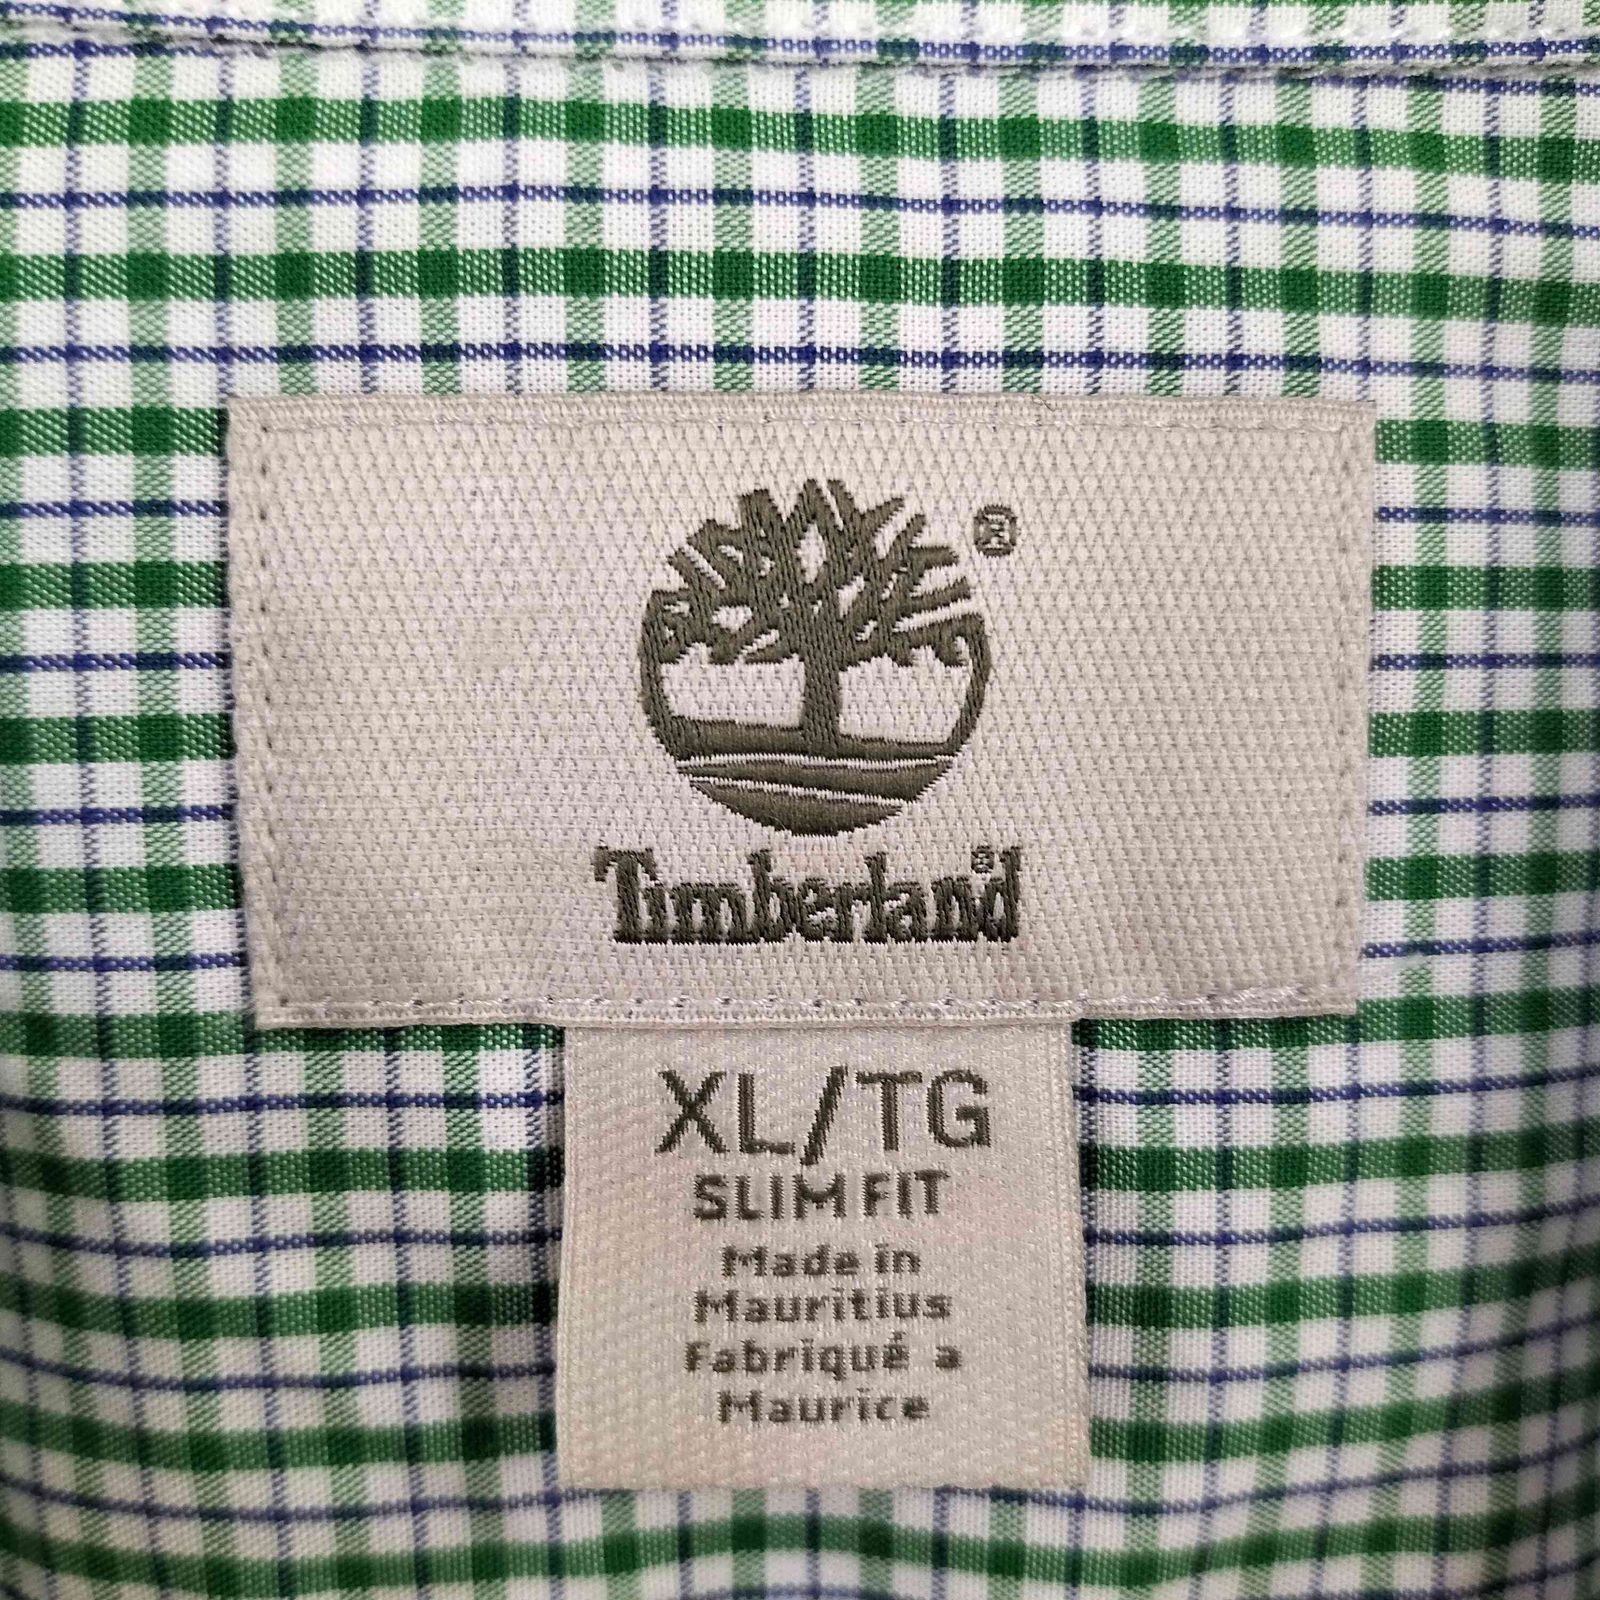 ®
Timberland®
XL/TG
SLIM FIT
Made in
Mauritius
Fabriqué a
Maurice